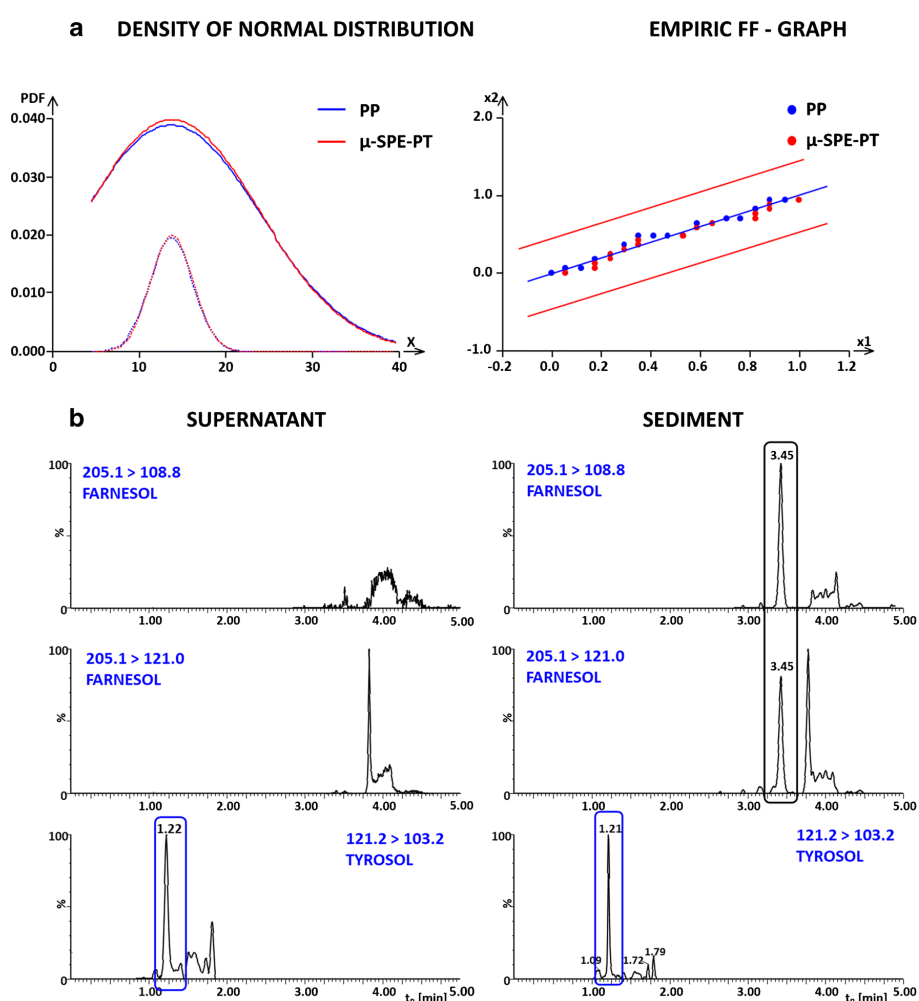 a DENSITY OF NORMAL DISTRIBUTION EMPIRIC FF - GRAPH
PDF
0.040
0.030
0.020
0.010
0.000
0 10 20 30 40
X
PP
μ-SPE-PT
x2
2.0
1.0
0.0
-1.0
-0.2 0.0 0.2 0.4 0.6 0.8 1.0 1.2
x1
PP
μ-SPE-PT
b SUPERNATANT SEDIMENT
100
%
0
205.1 > 108.8
FARNESOL
1.00 2.00 3.00 4.00 5.00
100
%
0
205.1 > 108.8
FARNESOL
3.45
1.00 2.00 3.00 4.00 5.00
100
%
0
205.1 > 121.0
FARNESOL
1.00 2.00 3.00 4.00 5.00
100
%
0
205.1 > 121.0
FARNESOL
3.45
1.00 2.00 3.00 4.00 5.00
100
%
0
1.22
121.2 > 103.2
TYROSOL
1.00 2.00 3.00 4.00 5.00
100
%
0
1.21
1.09 1.72 1.79
121.2 > 103.2
TYROSOL
1.00 2.00 3.00 4.00 5.00